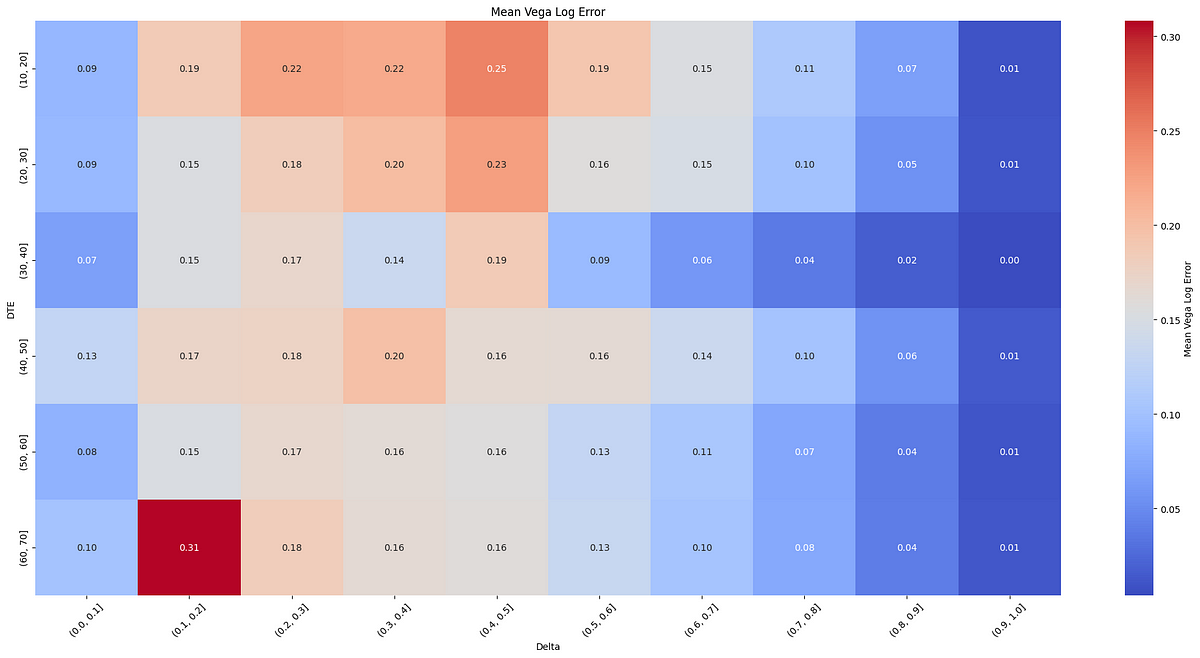 Mean Vega Log Error
(10, 20] 0.09 0.19 0.22 0.22 0.25 0.19 0.15 0.11 0.07 0.01
(20, 30] 0.09 0.15 0.18 0.20 0.23 0.16 0.15 0.10 0.05 0.01
(30, 40] 0.07 0.15 0.17 0.14 0.19 0.09 0.06 0.04 0.02 0.00
(40, 50] 0.13 0.17 0.18 0.20 0.16 0.16 0.14 0.10 0.06 0.01
(50, 60] 0.08 0.15 0.17 0.16 0.16 0.13 0.11 0.07 0.04 0.01
(60, 70] 0.10 0.31 0.18 0.16 0.16 0.13 0.10 0.08 0.04 0.01
DTE
(0.0, 0.1] (0.1, 0.2] (0.2, 0.3] (0.3, 0.4] (0.4, 0.5] (0.5, 0.6] (0.6, 0.7] (0.7, 0.8] (0.8, 0.9] (0.9, 1.0]
Delta
0.30
0.25
0.20
0.15
0.10
0.05
Mean Vega Log Error